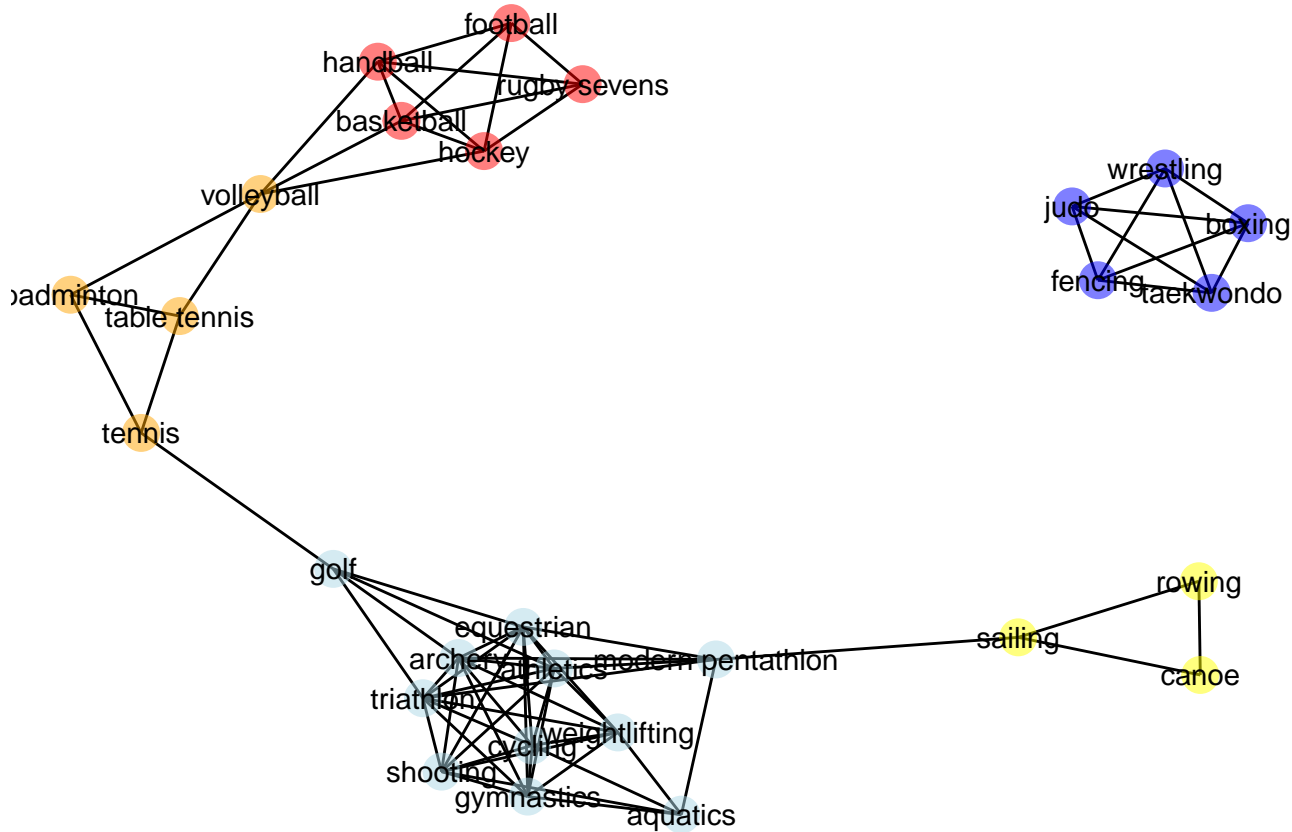 football
handball
rugby sevens
basketball
hockey
wrestling
volleyball
judo
boxing
fencing
taekwondo
badminton
table tennis
tennis
golf
rowing
equestrian
sailing
archery
athletics
modern pentathlon
canoe
triathlon
weightlifting
cycling
shooting
gymnastics
aquatics